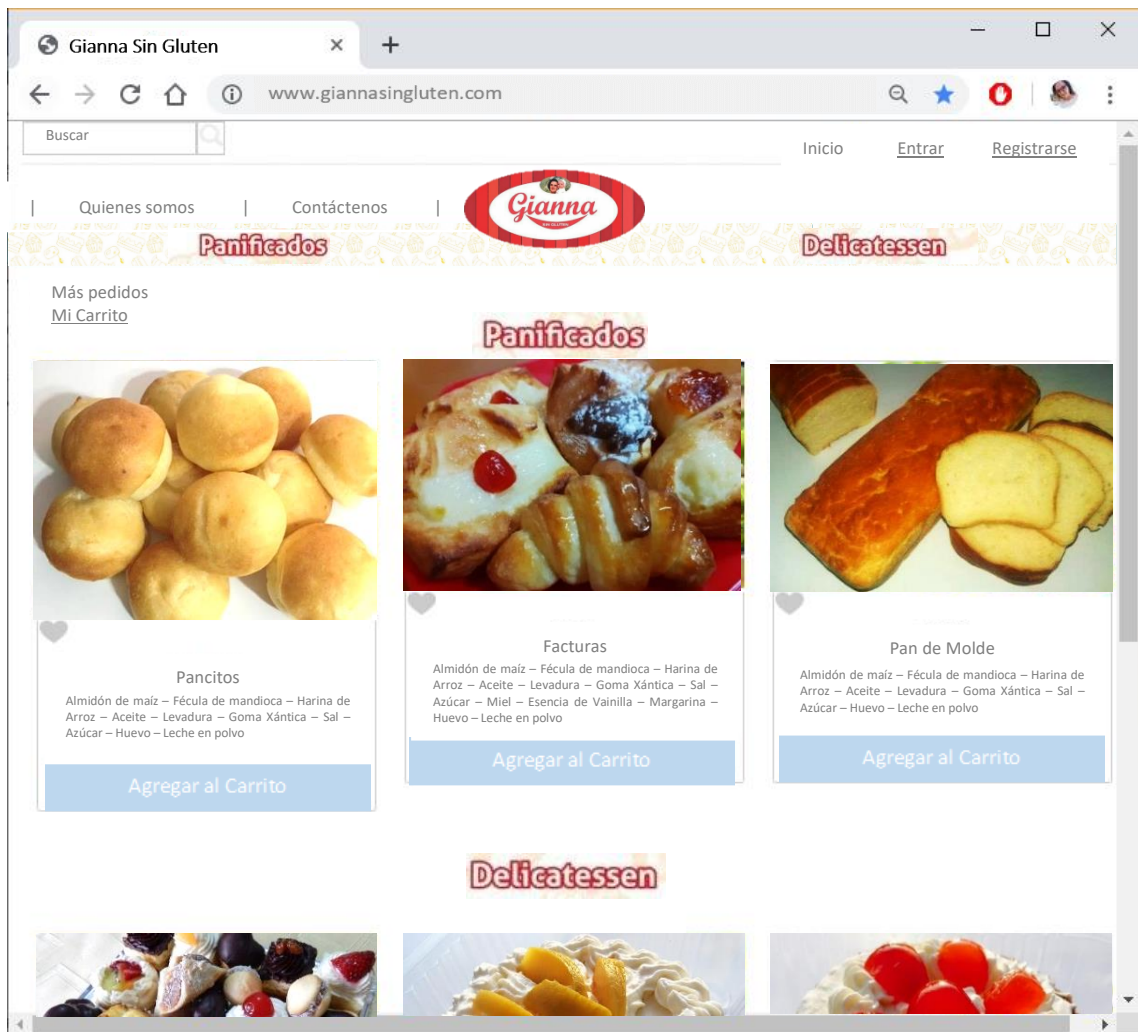 Gianna Sin Gluten
www.giannasingluten.com
Buscar
Inicio Entrar Registrarse
| Quienes somos | Contáctenos |
Gianna
SIN GLUTEN
Panificados Delicatessen
Más pedidos
Mi Carrito
Panificados
Pancitos
Almidón de maíz – Fécula de mandioca – Harina de
Arroz – Aceite – Levadura – Goma Xántica – Sal –
Azúcar – Huevo – Leche en polvo
Agregar al Carrito
Facturas
Almidón de maíz – Fécula de mandioca – Harina de
Arroz – Aceite – Levadura – Goma Xántica – Sal –
Azúcar – Miel – Esencia de Vainilla – Margarina –
Huevo – Leche en polvo
Agregar al Carrito
Pan de Molde
Almidón de maíz – Fécula de mandioca – Harina de
Arroz – Aceite – Levadura – Goma Xántica – Sal –
Azúcar – Huevo – Leche en polvo
Agregar al Carrito
Delicatessen